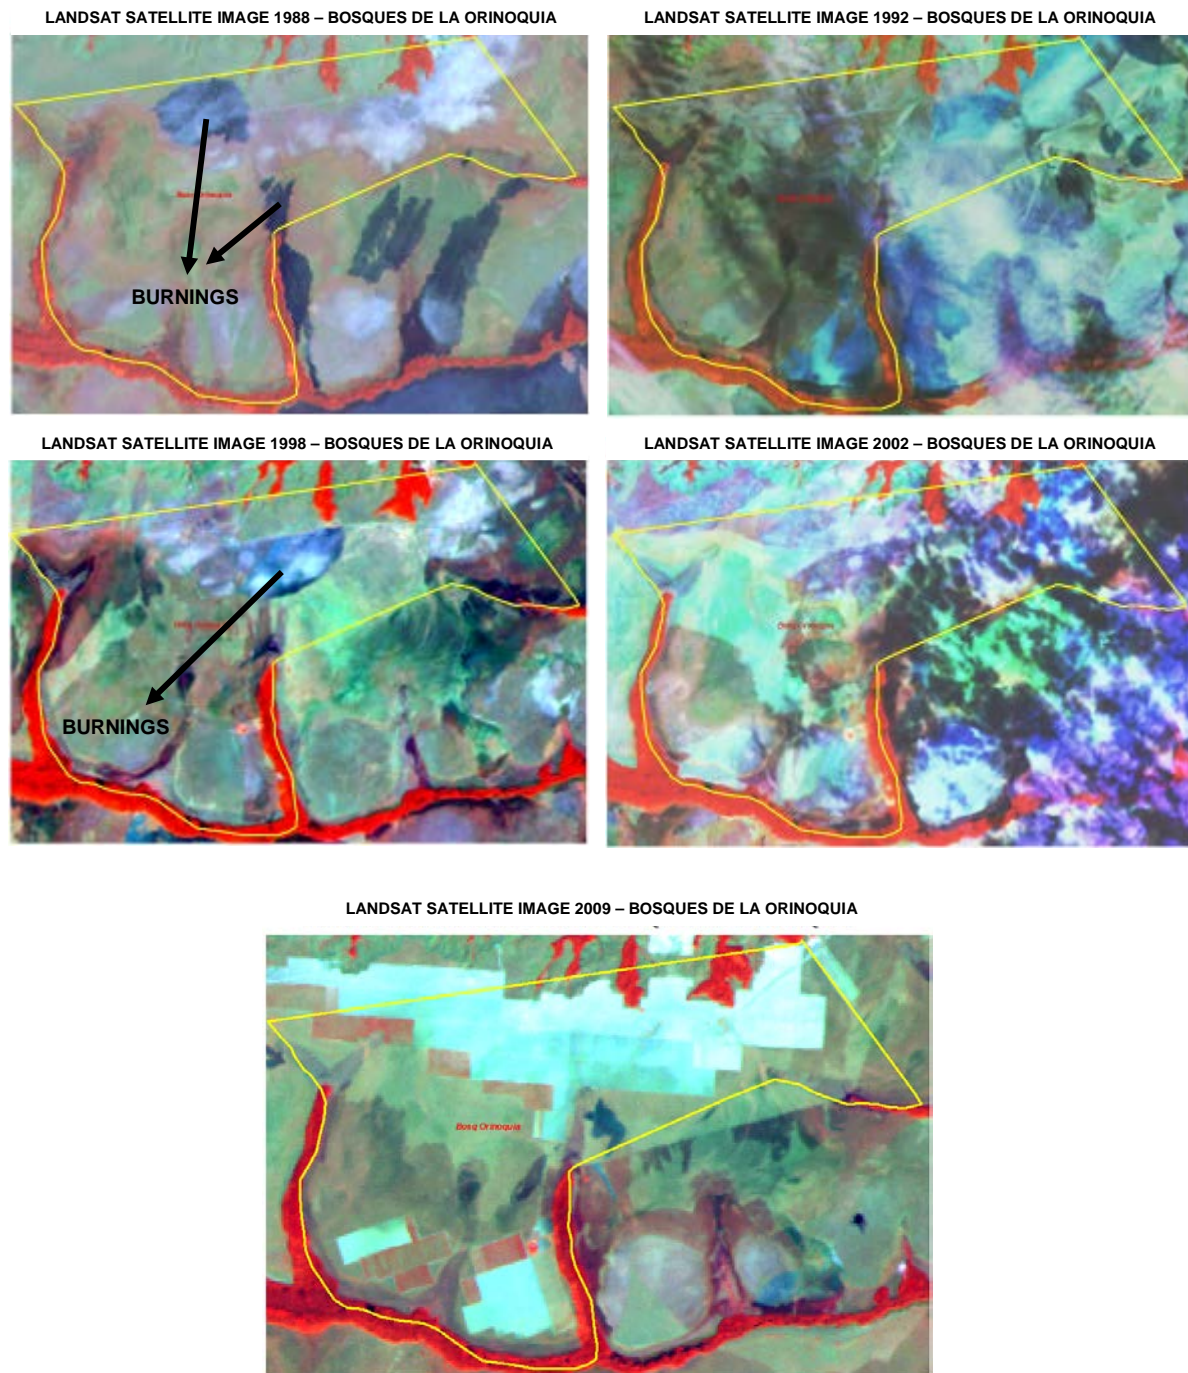 LANDSAT SATELLITE IMAGE 1988 – BOSQUES DE LA ORINOQUIA
LANDSAT SATELLITE IMAGE 1992 – BOSQUES DE LA ORINOQUIA
BURNINGS
LANDSAT SATELLITE IMAGE 1998 – BOSQUES DE LA ORINOQUIA
LANDSAT SATELLITE IMAGE 2002 – BOSQUES DE LA ORINOQUIA
BURNINGS
LANDSAT SATELLITE IMAGE 2009 – BOSQUES DE LA ORINOQUIA
Bosq Orinoquia